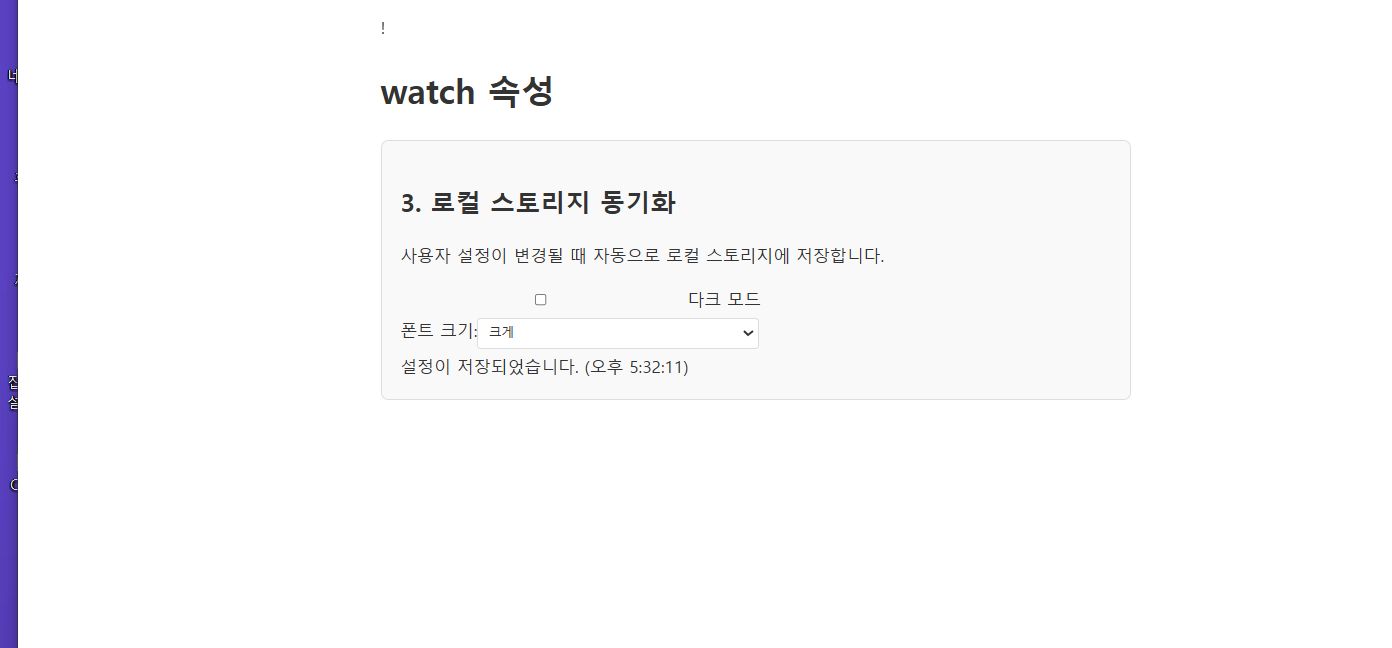 !
watch 속성
3. 로컬 스토리지 동기화
사용자 설정이 변경될 때 자동으로 로컬 스토리지에 저장합니다.
다크 모드
폰트 크기: 크게
설정이 저장되었습니다. (오후 5:32:11)